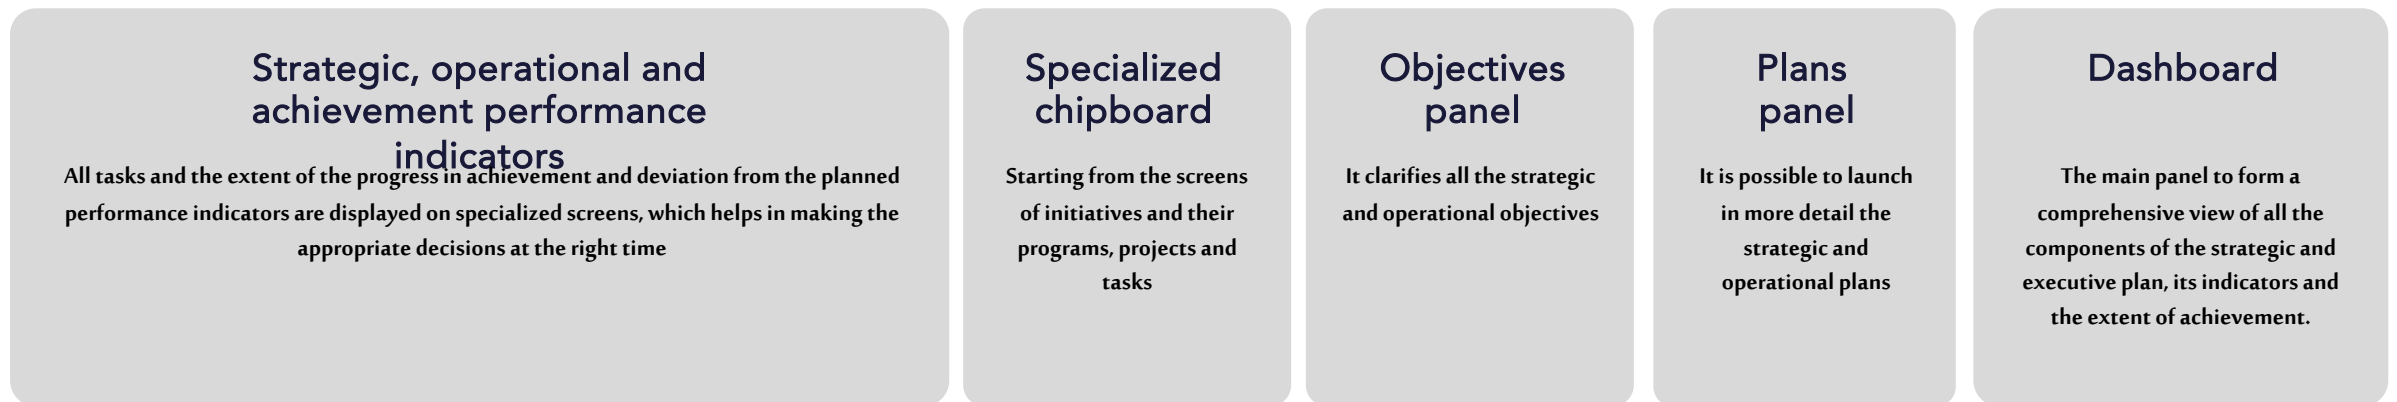 Strategic, operational and
achievement performance
indicators
All tasks and the extent of the progress in achievement and deviation from the planned
performance indicators are displayed on specialized screens, which helps in making the
appropriate decisions at the right time
Specialized
chipboard
Starting from the screens
of initiatives and their
programs, projects and
tasks
Objectives
panel
It clarifies all the strategic
and operational objectives
Plans
panel
It is possible to launch
in more detail the
strategic and
operational plans
Dashboard
The main panel to form a
comprehensive view of all the
components of the strategic and
executive plan, its indicators and
the extent of achievement.